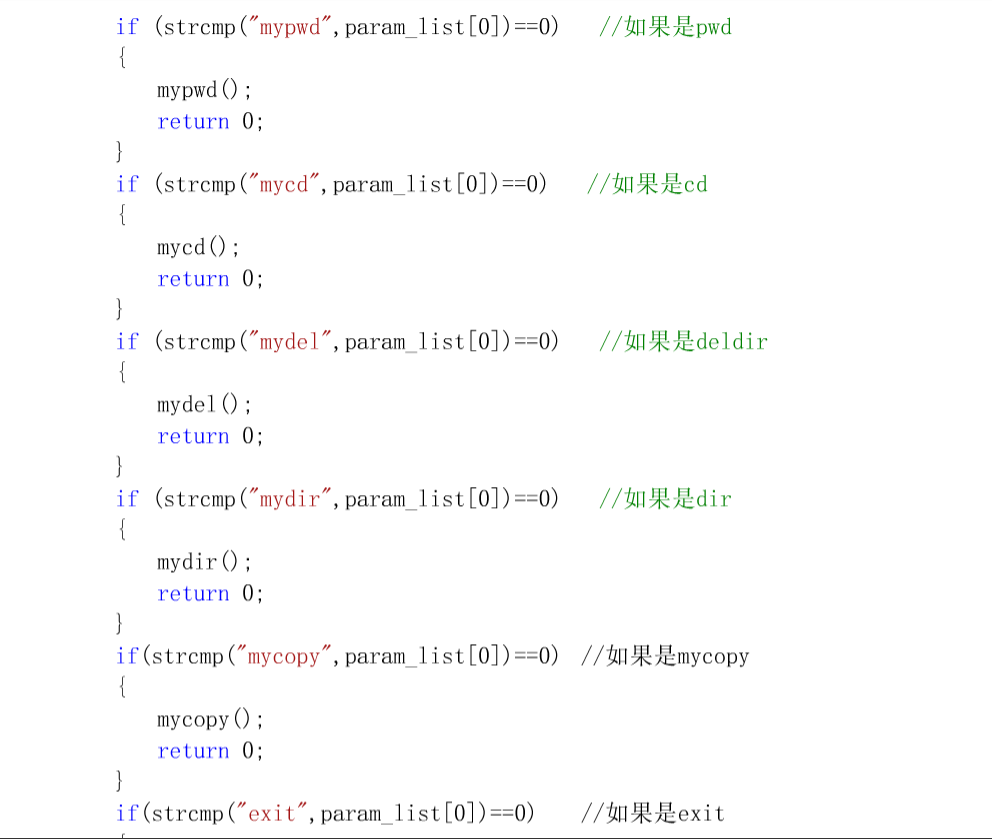 if (strcmp("mypwd",param_list[0])==0)   //如果是pwd
{
mypwd();
return 0;
}
if (strcmp("mycd",param_list[0])==0)   //如果是cd
{
mycd();
return 0;
}
if (strcmp("mydel",param_list[0])==0)   //如果是deldir
{
mydel();
return 0;
}
if (strcmp("mydir",param_list[0])==0)   //如果是dir
{
mydir();
return 0;
}
if(strcmp("mycopy",param_list[0])==0)  //如果是mycopy
{
mycopy();
return 0;
}
if(strcmp("exit",param_list[0])==0)    //如果是exit
{